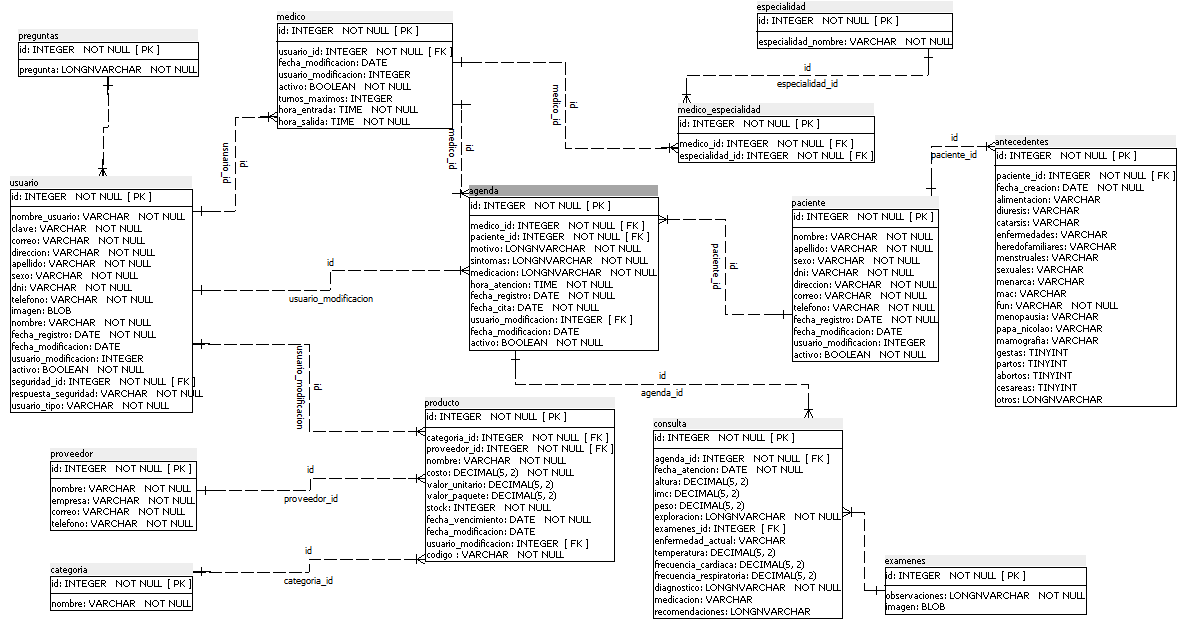 preguntas
id: INTEGER NOT NULL [ PK ]
pregunta: LONGNVARCHAR NOT NULL
medico
id: INTEGER NOT NULL [ PK ]
usuario_id: INTEGER NOT NULL [ FK ]
fecha_modificacion: DATE
usuario_modificacion: INTEGER
activo: BOOLEAN NOT NULL
turnos_maximos: INTEGER
hora_entrada: TIME NOT NULL
hora_salida: TIME NOT NULL
especialidad
id: INTEGER NOT NULL [ PK ]
especialidad_nombre: VARCHAR NOT NULL
id
especialidad_id
id
medico_id
medico_especialidad
id: INTEGER NOT NULL [ PK ]
medico_id: INTEGER NOT NULL [ FK ]
especialidad_id: INTEGER NOT NULL [ FK ]
id
usuario_id
id
medico_id
id
paciente_id
antecedentes
id: INTEGER NOT NULL [ PK ]
paciente_id: INTEGER NOT NULL [ FK ]
fecha_creacion: DATE NOT NULL
alimentacion: VARCHAR
diuresis: VARCHAR
catarsis: VARCHAR
enfermedades: VARCHAR
heredofamiliares: VARCHAR
menstruales: VARCHAR
sexuales: VARCHAR
menarca: VARCHAR
mac: VARCHAR
fun: VARCHAR NOT NULL
menopausia: VARCHAR
papa_nicolao: VARCHAR
mamografia: VARCHAR
gestas: TINYINT
partos: TINYINT
abortos: TINYINT
cesareas: TINYINT
otros: LONGNVARCHAR
usuario
id: INTEGER NOT NULL [ PK ]
nombre_usuario: VARCHAR NOT NULL
clave: VARCHAR NOT NULL
correo: VARCHAR NOT NULL
direccion: VARCHAR NOT NULL
apellido: VARCHAR NOT NULL
sexo: VARCHAR NOT NULL
dni: VARCHAR NOT NULL
telefono: VARCHAR NOT NULL
imagen: BLOB
nombre: VARCHAR NOT NULL
fecha_registro: DATE NOT NULL
fecha_modificacion: DATE
usuario_modificacion: INTEGER
activo: BOOLEAN NOT NULL
seguridad_id: INTEGER NOT NULL [ FK ]
respuesta_seguridad: VARCHAR NOT NULL
usuario_tipo: VARCHAR NOT NULL
id
usuario_modificacion
agenda
id: INTEGER NOT NULL [ PK ]
medico_id: INTEGER NOT NULL [ FK ]
paciente_id: INTEGER NOT NULL [ FK ]
motivo: LONGNVARCHAR NOT NULL
sintomas: LONGNVARCHAR NOT NULL
medicacion: LONGNVARCHAR NOT NULL
hora_atencion: TIME NOT NULL
fecha_registro: DATE NOT NULL
fecha_cita: DATE NOT NULL
usuario_modificacion: INTEGER [ FK ]
fecha_modificacion: DATE
activo: BOOLEAN NOT NULL
id
paciente_id
paciente
id: INTEGER NOT NULL [ PK ]
nombre: VARCHAR NOT NULL
apellido: VARCHAR NOT NULL
sexo: VARCHAR NOT NULL
dni: VARCHAR NOT NULL
direccion: VARCHAR NOT NULL
correo: VARCHAR NOT NULL
telefono: VARCHAR NOT NULL
fecha_registro: DATE NOT NULL
fecha_modificacion: DATE
usuario_modificacion: INTEGER
activo: BOOLEAN NOT NULL
id
usuario_modificacion
id
agenda_id
producto
id: INTEGER NOT NULL [ PK ]
categoria_id: INTEGER NOT NULL [ FK ]
proveedor_id: INTEGER NOT NULL [ FK ]
nombre: VARCHAR NOT NULL
costo: DECIMAL(5, 2) NOT NULL
valor_unitario: DECIMAL(5, 2)
valor_paquete: DECIMAL(5, 2)
stock: INTEGER NOT NULL
fecha_vencimiento: DATE NOT NULL
fecha_modificacion: DATE
usuario_modificacion: INTEGER [ FK ]
codigo : VARCHAR NOT NULL
consulta
id: INTEGER NOT NULL [ PK ]
agenda_id: INTEGER NOT NULL [ FK ]
fecha_atencion: DATE NOT NULL
altura: DECIMAL(5, 2)
imc: DECIMAL(5, 2)
peso: DECIMAL(5, 2)
exploracion: LONGNVARCHAR NOT NULL
examenes_id: INTEGER [ FK ]
enfermedad_actual: VARCHAR
temperatura: DECIMAL(5, 2)
frecuencia_cardiaca: DECIMAL(5, 2)
frecuencia_respiratoria: DECIMAL(5, 2)
diagnostico: LONGNVARCHAR NOT NULL
medicacion: VARCHAR
recomendaciones: LONGNVARCHAR
proveedor
id: INTEGER NOT NULL [ PK ]
nombre: VARCHAR NOT NULL
empresa: VARCHAR NOT NULL
correo: VARCHAR NOT NULL
telefono: VARCHAR NOT NULL
id
proveedor_id
id
categoria_id
categoria
id: INTEGER NOT NULL [ PK ]
nombre: VARCHAR NOT NULL
examenes
id: INTEGER NOT NULL [ PK ]
observaciones: LONGNVARCHAR NOT NULL
imagen: BLOB